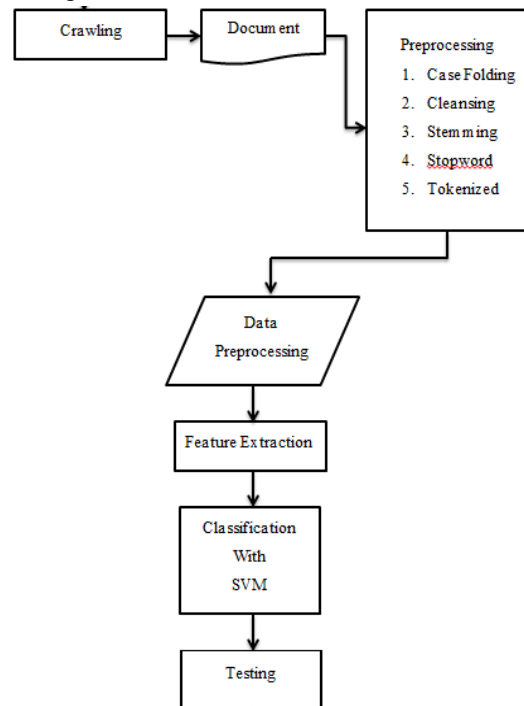 Crawling
Document
Preprocessing
1. Case Folding
2. Cleansing
3. Stemming
4. Stopword
5. Tokenized
Data
Preprocessing
Feature Extraction
Classification
With
SVM
Testing